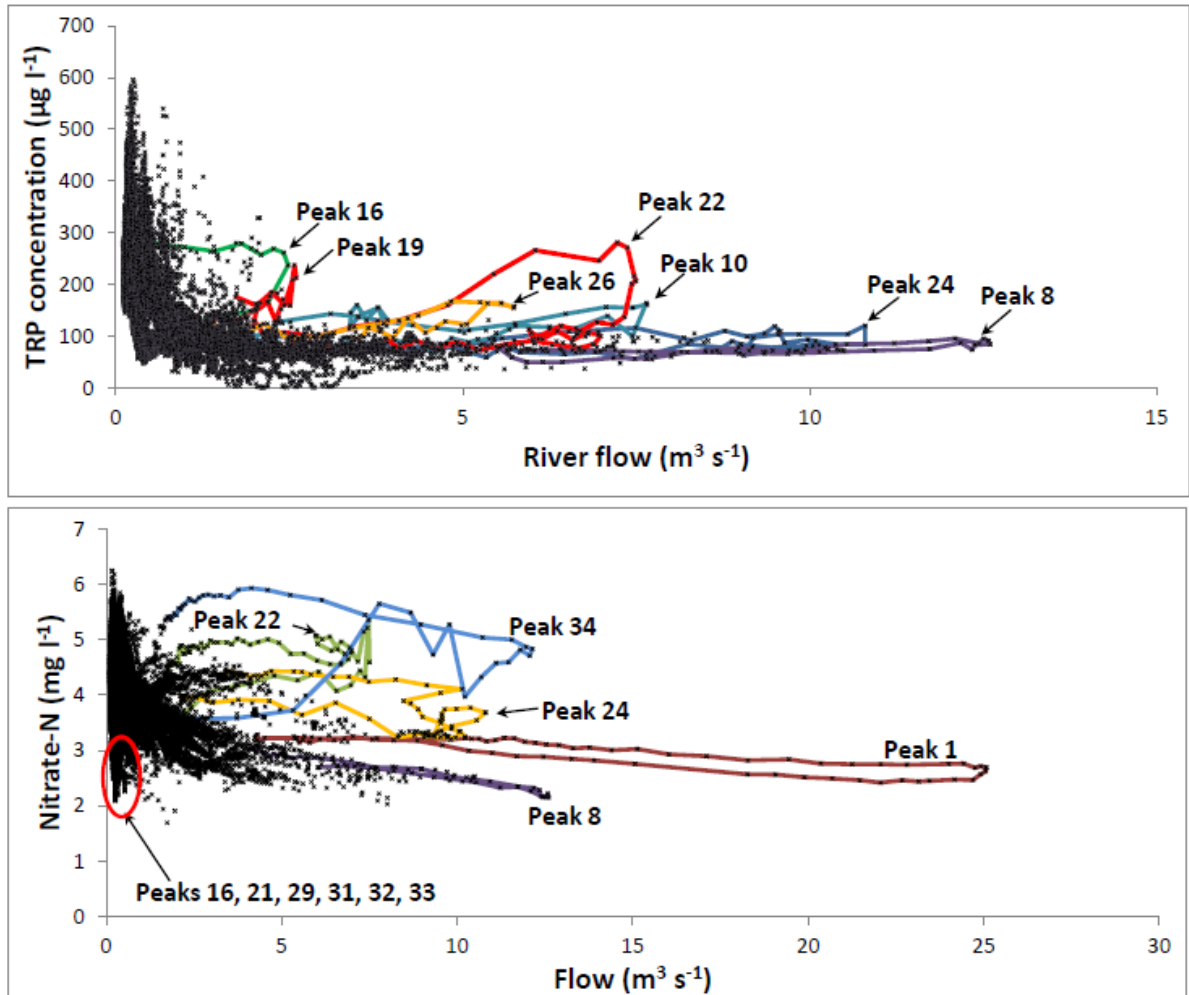 700
600
500
400
300
200
100
0
TRP concentration (µg l⁻¹)
Peak 16
Peak 19
Peak 22
Peak 26
Peak 10
Peak 24
Peak 8
0 5 10 15
River flow (m³ s⁻¹)
7
6
5
4
3
2
1
0
Nitrate-N (mg l⁻¹)
Peak 22
Peak 34
Peak 24
Peak 1
Peak 8
Peaks 16, 21, 29, 31, 32, 33
0 5 10 15 20 25 30
Flow (m³ s⁻¹)